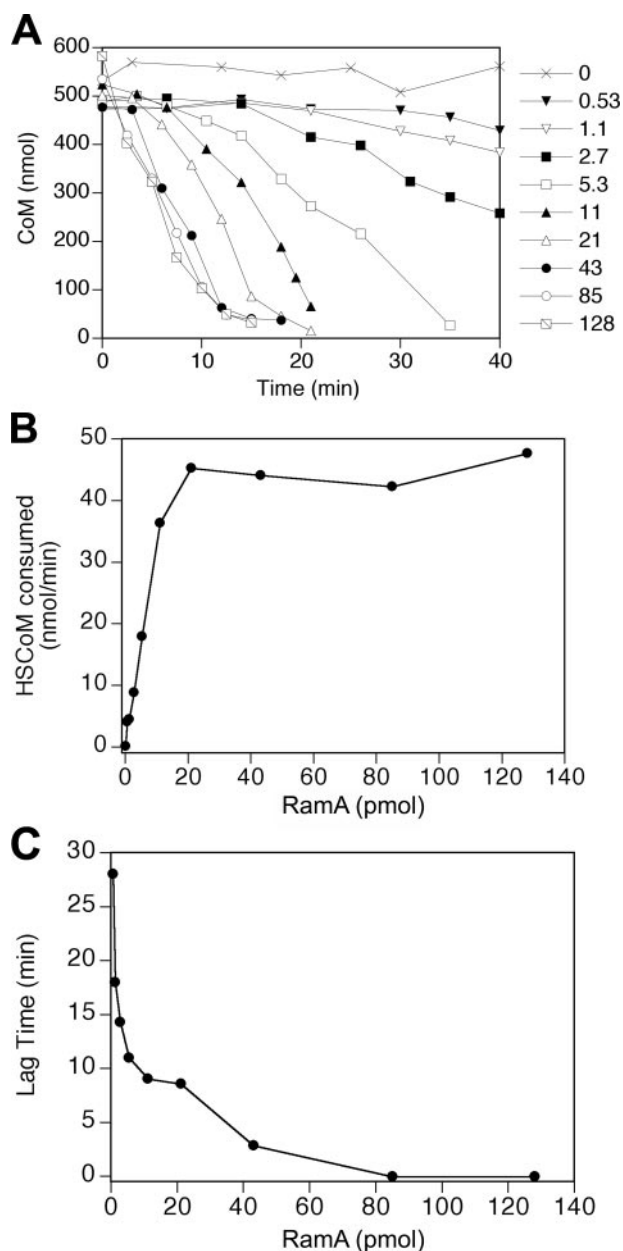 A
600
500
400
300
200
100
0
CoM (nmol)
0 10 20 30 40
Time (min)
0
0.53
1.1
2.7
5.3
11
21
43
85
128
B
50
40
30
20
10
0
HSCoM consumed
(nmol/min)
0 20 40 60 80 100 120 140
RamA (pmol)
C
30
25
20
15
10
5
0
Lag Time (min)
0 20 40 60 80 100 120 140
RamA (pmol)